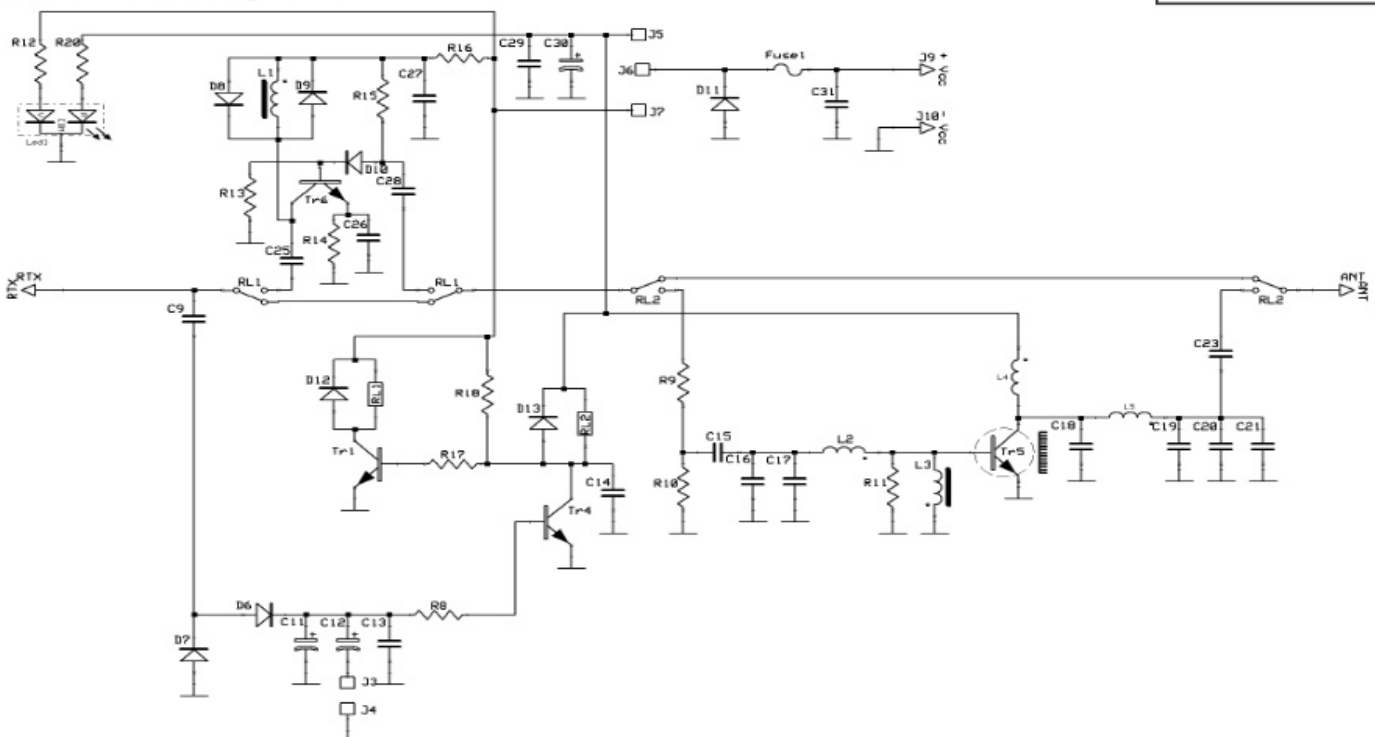 R12
R20
C29
C30
J5
R16
Fuse1
J9 +
VCC
L1
D8
D9
R15
C27
J6
D11
C31
J7
J10
VCC
Led1
D10
R13
Tr6
C28
R14
C26
C25
RTX
RTX
RL1
RL1
RL2
RL2
ANT
ANT
C9
C23
D12
RL1
R18
D13
RL2
R9
L4
C15
L2
C18
L5
C19
C20
C21
Tr1
R17
C14
C16
C17
R10
R11
L3
Tr5
Tr4
D6
C11
C12
C13
R8
D7
J3
J4